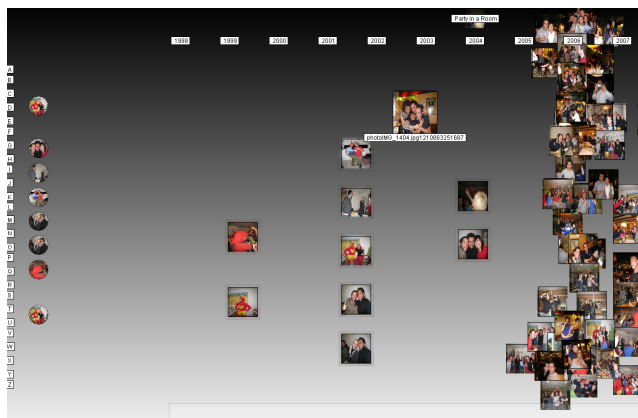 Party in a Room
1998 1999 2000 2001 2002 2003 2004 2005 2006 2007
A
B
C
D
E
F
G
H
I
J
K
L
M
N
O
P
Q
R
S
T
U
V
W
X
Y
Z
photoIMG_1404.jpg1210863251687